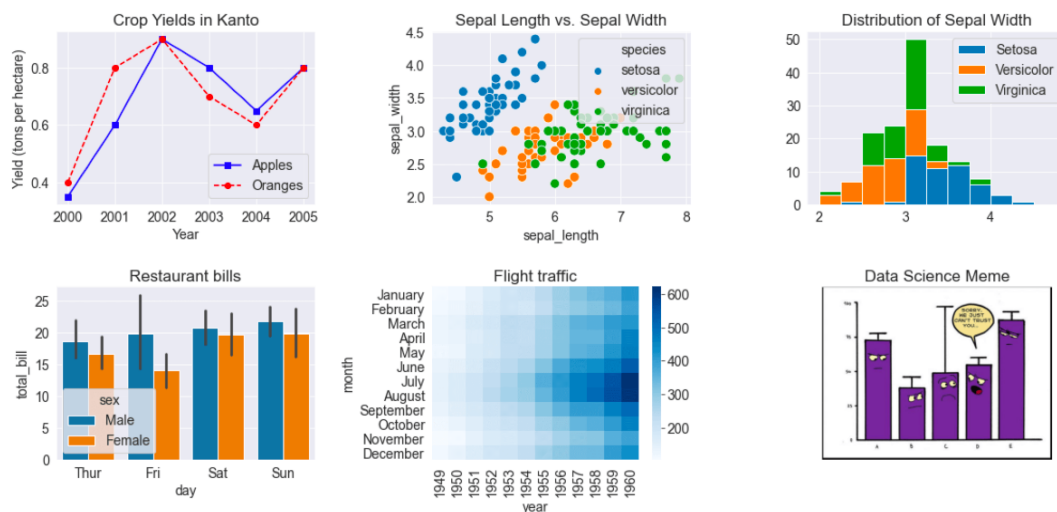 Crop Yields in Kanto
Yield (tons per hectare)
0.8
0.6
0.4
Apples
Oranges
2000 2001 2002 2003 2004 2005
Year
Sepal Length vs. Sepal Width
sepal_width
4.5
4.0
3.5
3.0
2.5
2.0
species
setosa
versicolor
virginica
5 6 7 8
sepal_length
Distribution of Sepal Width
50
40
30
20
10
0
Setosa
Versicolor
Virginica
2 3 4
Restaurant bills
total_bill
25
20
15
10
5
0
sex
Male
Female
Thur Fri Sat Sun
day
Flight traffic
month
January
February
March
April
May
June
July
August
September
October
November
December
1949 1950 1951 1952 1953 1954 1955 1956 1957 1958 1959 1960
year
600
500
400
300
200
Data Science Meme
SORRY,
WE JUST
CAN'T TRUST
YOU...
A B C D E